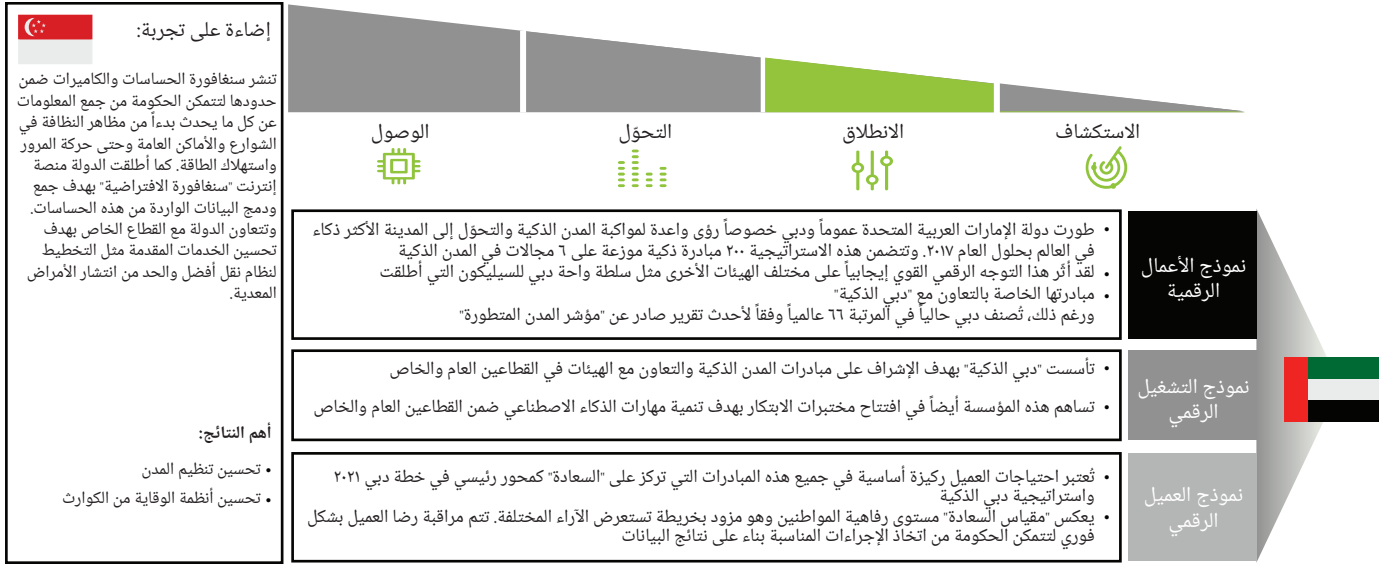 الاستكشاف
الانطلاق
التحوّل
الوصول
نموذج الأعمال
الرقمية
• طورت دولة الإمارات العربية المتحدة عموماً ودبي خصوصاً رؤى واعدة لمواكبة المدن الذكية والتحوّل إلى المدينة الأكثر ذكاء
في العالم بحلول العام ٢٠١٧. وتتضمن هذه الاستراتيجية ٢٠٠ مبادرة ذكية موزعة على ٦ مجالات في المدن الذكية
• لقد أثّر هذا التوجه الرقمي القوي إيجابياً على مختلف الهيئات الأخرى مثل سلطة واحة دبي للسيليكون التي أطلقت
• مبادرتها الخاصة بالتعاون مع "دبي الذكية"
ورغم ذلك، تُصنف دبي حالياً في المرتبة ٦٦ عالمياً وفقاً لأحدث تقرير صادر عن "مؤشر المدن المتطورة"
نموذج التشغيل
الرقمي
• تأسست "دبي الذكية" بهدف الإشراف على مبادرات المدن الذكية والتعاون مع الهيئات في القطاعين العام والخاص
• تساهم هذه المؤسسة أيضاً في افتتاح مختبرات الابتكار بهدف تنمية مهارات الذكاء الاصطناعي ضمن القطاعين العام والخاص
نموذج العميل
الرقمي
• تُعتبر احتياجات العميل ركيزة أساسية في جميع هذه المبادرات التي تركز على "السعادة" كمحور رئيسي في خطة دبي ٢٠٢١
واستراتيجية دبي الذكية
• يعكس "مقياس السعادة" مستوى رفاهية المواطنين وهو مزود بخريطة تستعرض الآراء المختلفة. تتم مراقبة رضا العميل بشكل
فوري لتتمكن الحكومة من اتخاذ الإجراءات المناسبة بناء على نتائج البيانات
إضاءة على تجربة:
تنشر سنغافورة الحساسات والكاميرات ضمن
حدودها لتتمكن الحكومة من جمع المعلومات
عن كل ما يحدث بدءاً من مظاهر النظافة في
الشوارع والأماكن العامة وحتى حركة المرور
واستهلاك الطاقة. كما أطلقت الدولة منصة
إنترنت "سنغافورة الافتراضية" بهدف جمع
ودمج البيانات الواردة من هذه الحساسات.
وتتعاون الدولة مع القطاع الخاص بهدف
تحسين الخدمات المقدمة مثل التخطيط
لنظام نقل أفضل والحد من انتشار الأمراض
المعدية.
أهم النتائج:
• تحسين تنظيم المدن
• تحسين أنظمة الوقاية من الكوارث